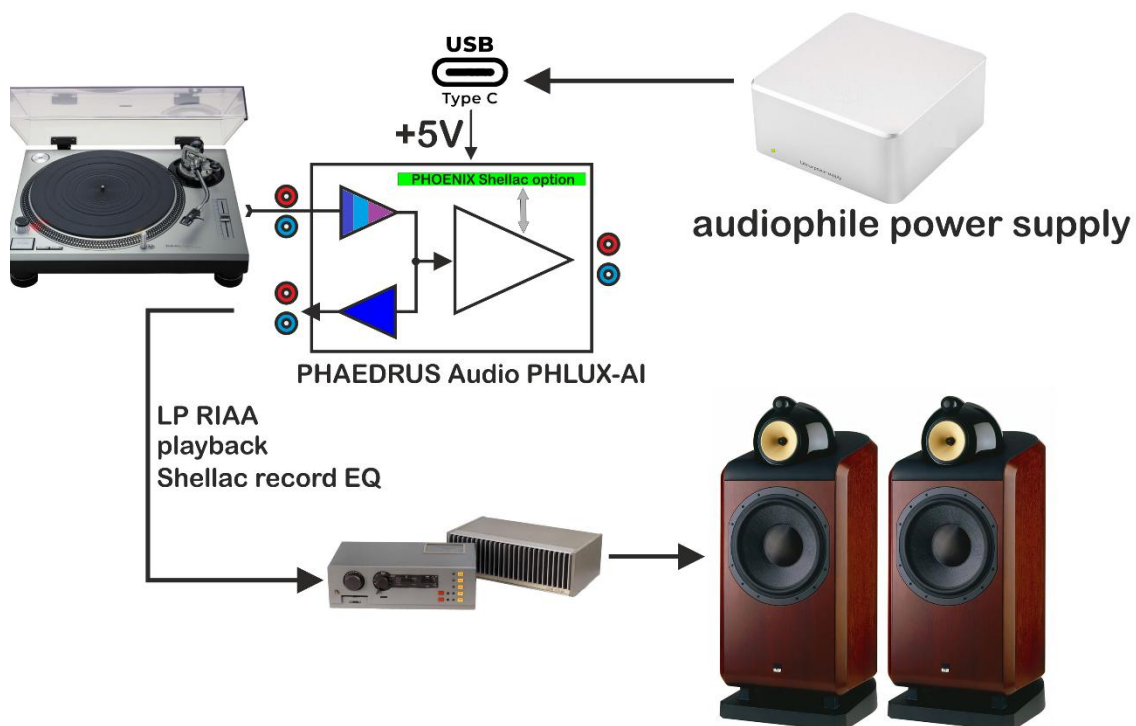 USB
Type C
+5V
PHOENIX Shellac option
audiophile power supply
PHAEDRUS Audio PHLUX-AI
LP RIAA
playback
Shellac record EQ